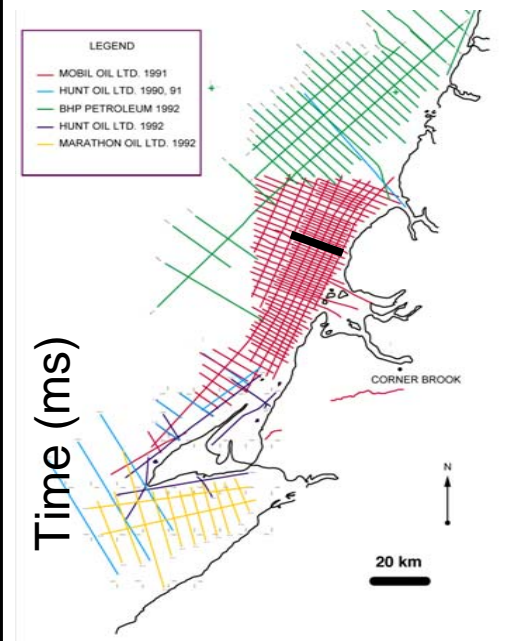 LEGEND
MOBIL OIL LTD. 1991
HUNT OIL LTD. 1990, 91
BHP PETROLEUM 1992
HUNT OIL LTD. 1992
MARATHON OIL LTD. 1992
Time (ms)
CORNER BROOK
N
20 km